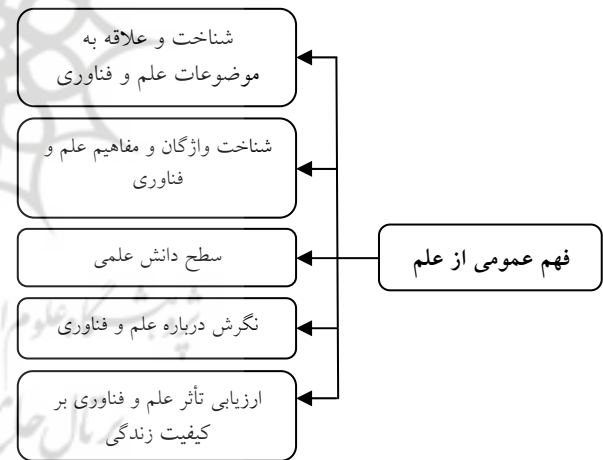 شناخت و علاقه به
موضوعات علم و فناوری
شناخت واژگان و مفاهیم علم و
فناوری
فهم عمومی از علم
سطح دانش علمی
نگرش درباره علم و فناوری
ارزیابی تأثر علم و فناوری بر
کیفیت زندگی